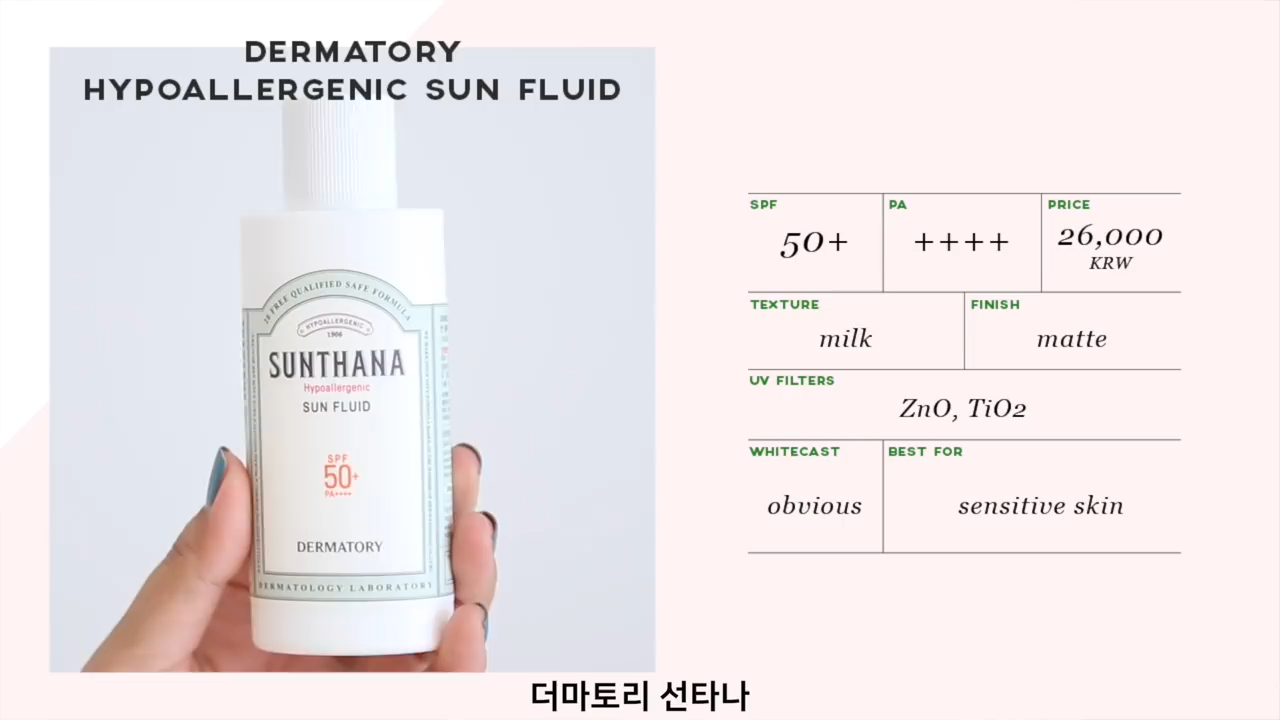 DERMATORY
HYPOALLERGENIC SUN FLUID
FREE QUALIFIED SAFE FORMULA
HYPOALLERGENIC
1906
SUNTHANA
Hypoallergenic
SUN FLUID
SPF
50+
PA++++
DERMATORY
DERMATOLOGY LABORATORY
SPF
50+
PA
++++
PRICE
26,000
KRW
TEXTURE
milk
FINISH
matte
UV FILTERS
ZnO, TiO2
WHITECAST
obvious
BEST FOR
sensitive skin
더마토리 선타나